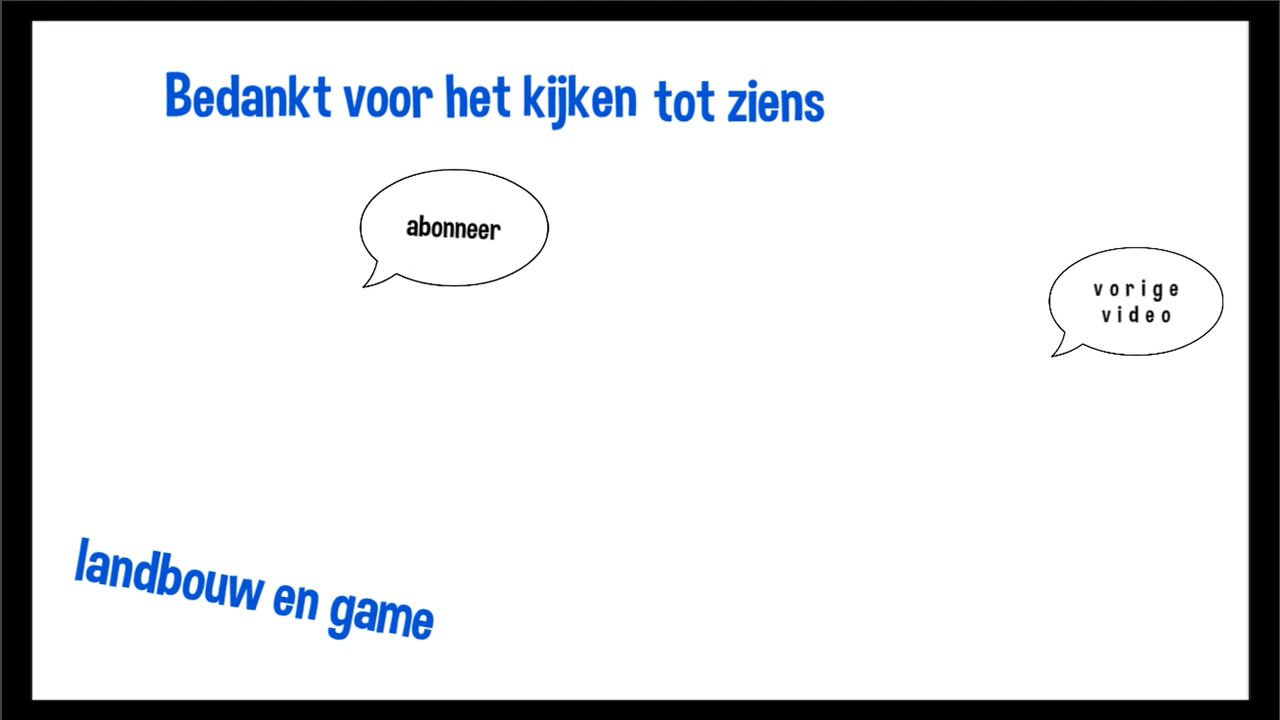 Bedankt voor het kijken tot ziens
abonneer
vorige
video
landbouw en game